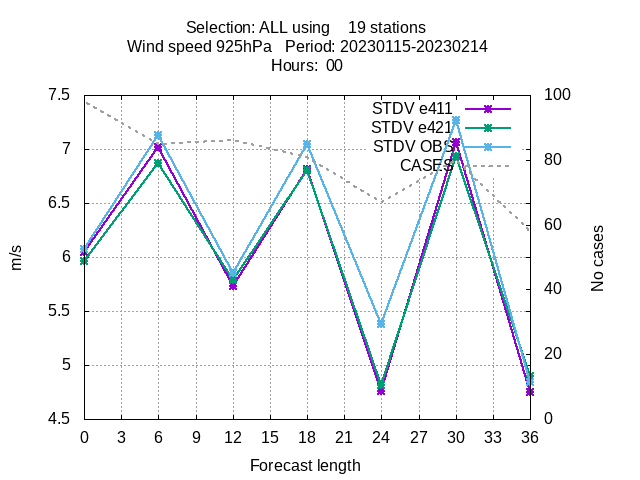 Selection: ALL using    19 stations
Wind speed 925hPa   Period: 20230115-20230214
Hours:  00
7.5
7
6.5
6
5.5
5
4.5
m/s
STDV e411
STDV e421
STDV OBS
CASES
100
80
60
40
20
0
No cases
0 3 6 9 12 15 18 21 24 27 30 33 36
Forecast length